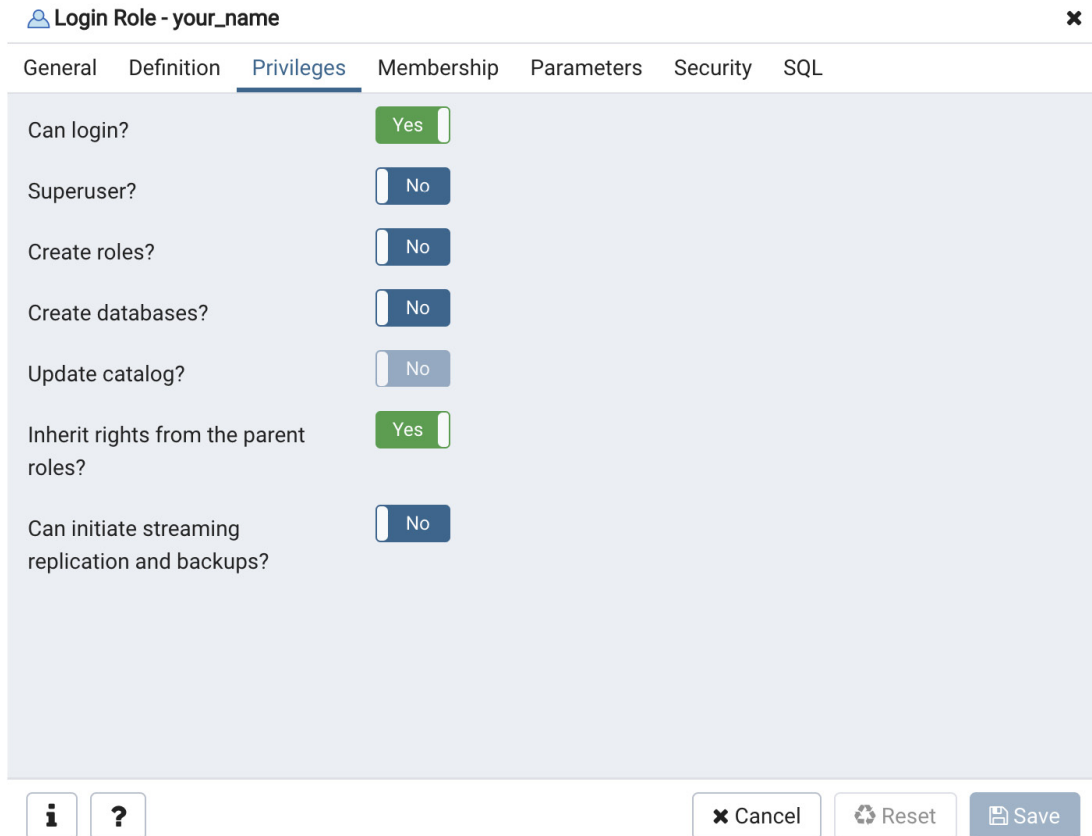 Login Role - your_name
General Definition Privileges Membership Parameters Security SQL
Can login? Yes
Superuser? No
Create roles? No
Create databases? No
Update catalog? No
Inherit rights from the parent Yes
roles?
Can initiate streaming No
replication and backups?
i ? Cancel Reset Save